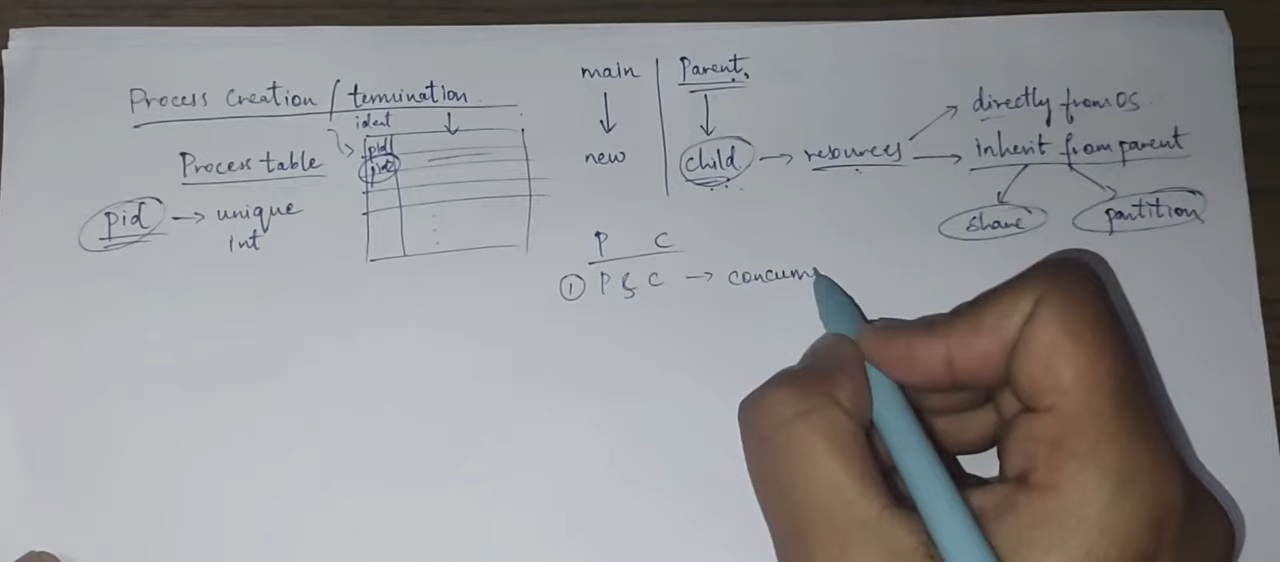 Process Creation / termination
ident
pid
pid
Process table
pid → unique
int
main
↓
new
Parent
↓
child → resources
→ directly from OS
→ inherit from parent
share
partition
P C
① P & C →